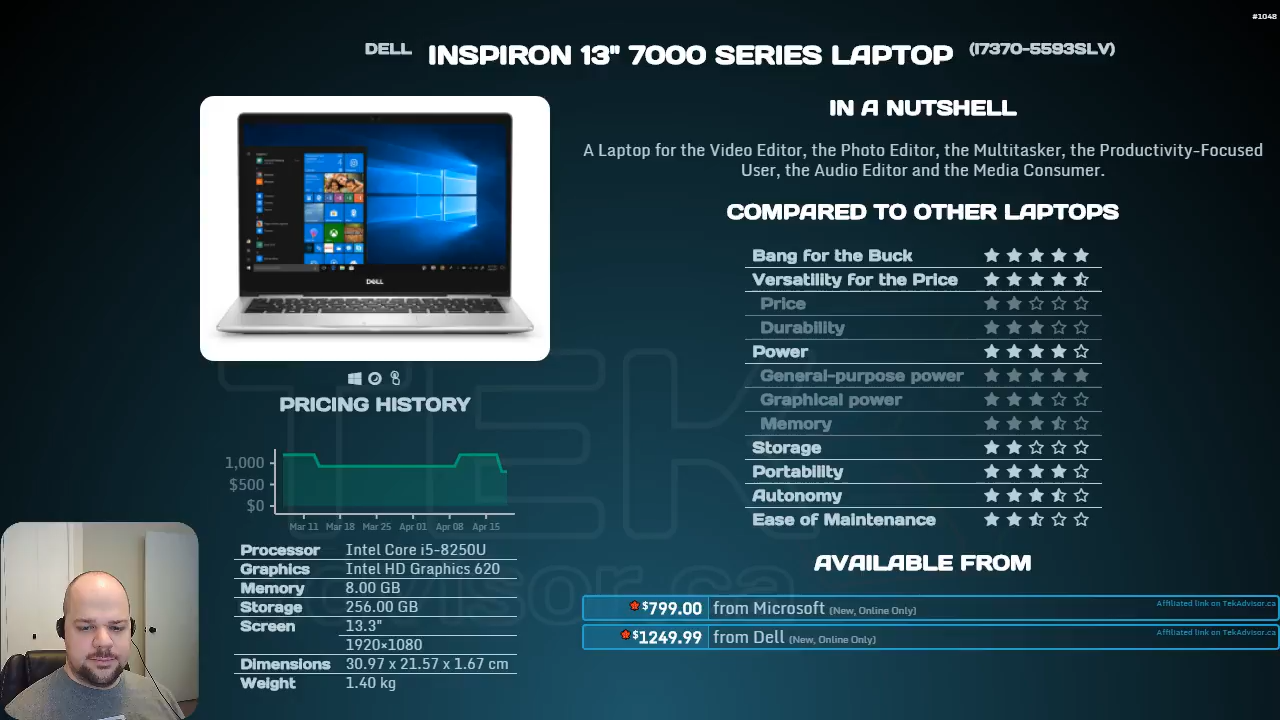 #1048
DELL INSPIRON 13" 7000 SERIES LAPTOP (I7370-5593SLV)
DELL
PRICING HISTORY
1,000
$500
$0
Mar 11 Mar 18 Mar 25 Apr 01 Apr 08 Apr 15
Processor Intel Core i5-8250U
Graphics Intel HD Graphics 620
Memory 8.00 GB
Storage 256.00 GB
Screen 13.3"
1920×1080
Dimensions 30.97 x 21.57 x 1.67 cm
Weight 1.40 kg
IN A NUTSHELL
A Laptop for the Video Editor, the Photo Editor, the Multitasker, the Productivity-Focused
User, the Audio Editor and the Media Consumer.
COMPARED TO OTHER LAPTOPS
Bang for the Buck
Versatility for the Price
Price
Durability
Power
General-purpose power
Graphical power
Memory
Storage
Portability
Autonomy
Ease of Maintenance
AVAILABLE FROM
$799.00 from Microsoft (New, Online Only) Affiliated link on TekAdvisor.ca
$1249.99 from Dell (New, Online Only) Affiliated link on TekAdvisor.ca